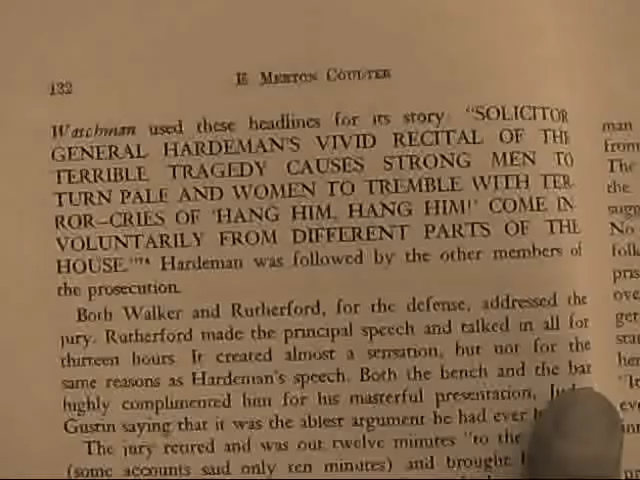 132
E MERTON COULTER
Watchman used these headlines for its story "SOLICITOR
GENERAL HARDEMAN'S VIVID RECITAL OF THE
TERRIBLE TRAGEDY CAUSES STRONG MEN TO
TURN PALE AND WOMEN TO TREMBLE WITH TER
ROR—CRIES OF 'HANG HIM, HANG HIM!' COME IN
VOLUNTARILY FROM DIFFERENT PARTS OF THE
HOUSE" Hardeman was followed by the other members of
the prosecution.
Both Walker and Rutherford, for the defense, addressed the
jury. Rutherford made the principal speech and talked in all for
thirteen hours. It created almost a sensation, but not for the
same reasons as Hardeman's speech. Both the bench and the bar
highly complimented him for his masterful presentation,
Gustin saying that it was the ablest argument he had ever
The jury retired and was out twelve minutes "to the
(some accounts said only ten minutes) and brought
man
from
The
the
No